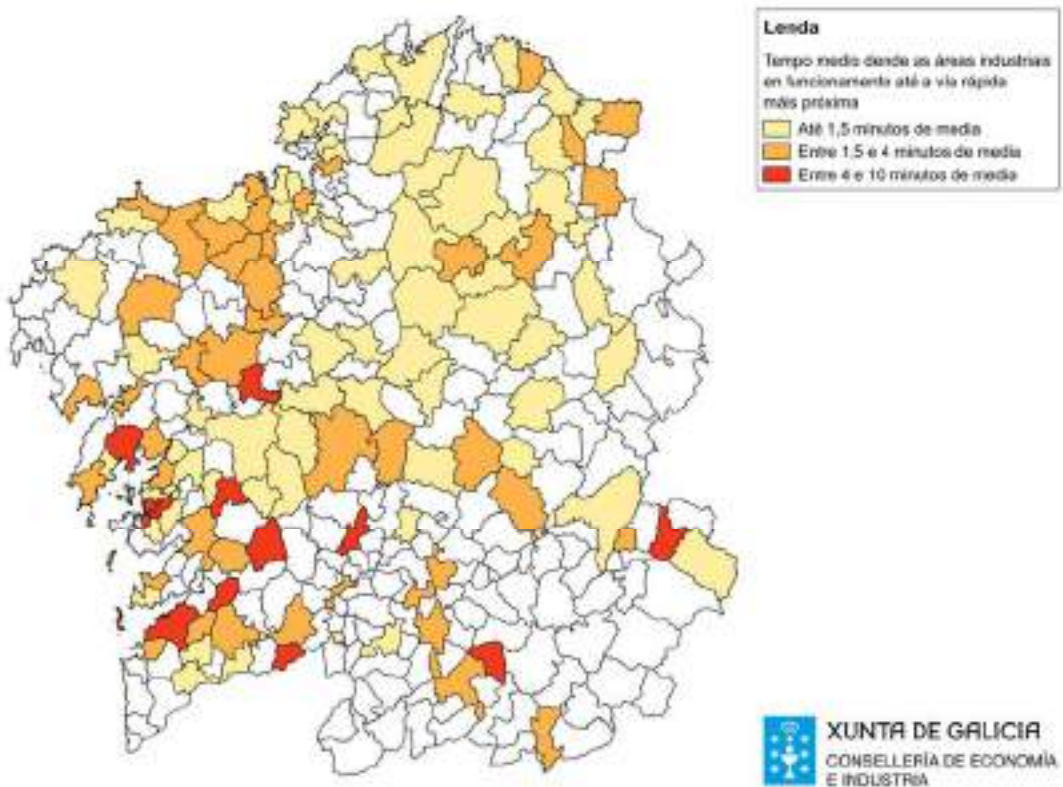 Lenda
Tempo medio dende as áreas industriais
en funcionamento até a vía rápida
máis próxima
Até 1,5 minutos de media
Entre 1,5 e 4 minutos de media
Entre 4 e 10 minutos de media
XUNTA DE GALICIA
CONSELLERÍA DE ECONOMÍA
E INDUSTRIA